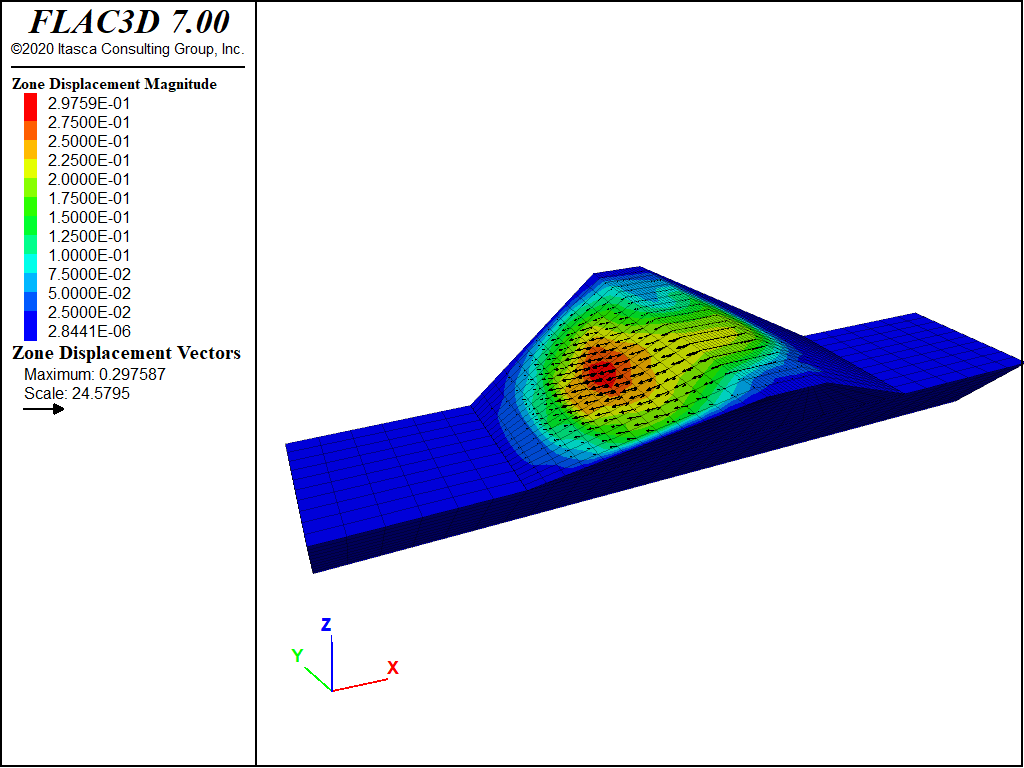 FLAC3D 7.00
©2020 Itasca Consulting Group, Inc.
Zone Displacement Magnitude
2.9759E-01
2.7500E-01
2.5000E-01
2.2500E-01
2.0000E-01
1.7500E-01
1.5000E-01
1.2500E-01
1.0000E-01
7.5000E-02
5.0000E-02
2.5000E-02
2.8441E-06
Zone Displacement Vectors
Maximum: 0.297587
Scale: 24.5795
Z
Y
X